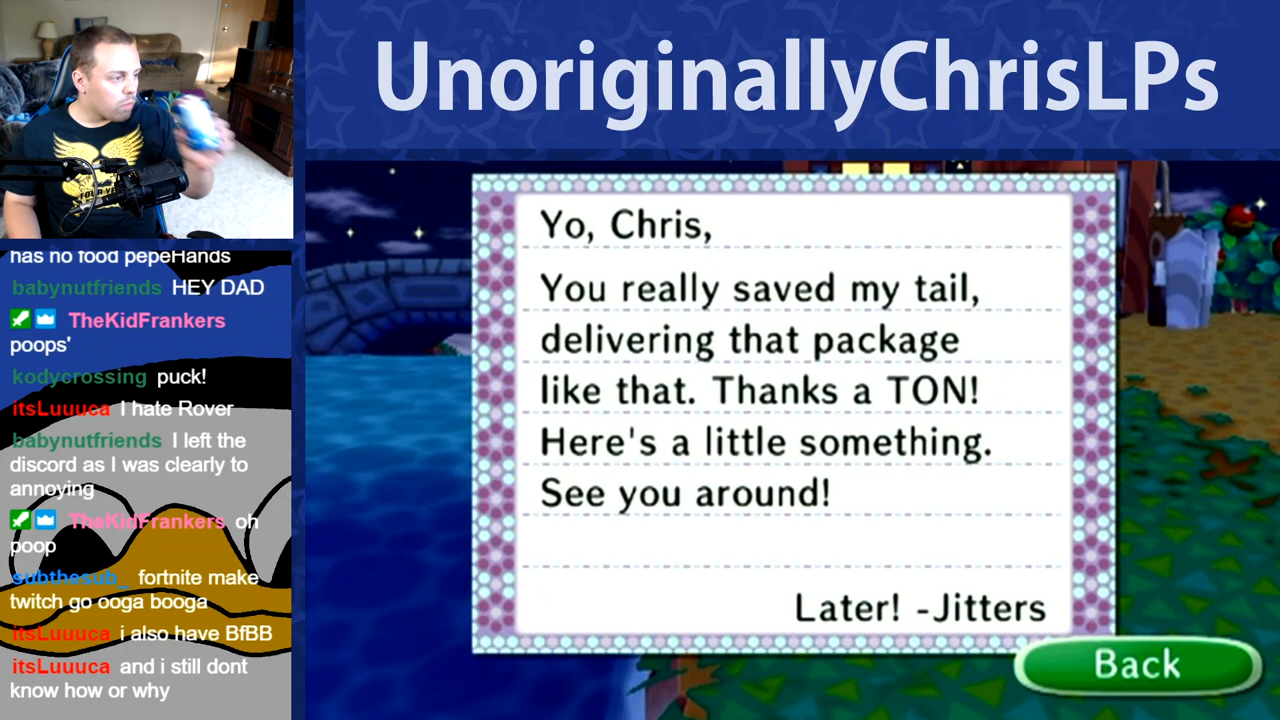 UnoriginallyChrisLPs
Yo, Chris,
You really saved my tail,
delivering that package
like that. Thanks a TON!
Here's a little something.
See you around!
Later! -Jitters
Back
has no food pepeHands
babynutfriends HEY DAD
TheKidFrankers
poops'
kodycrossing puck!
itsLuuuca I hate Rover
babynutfriends I left the
discord as I was clearly to
annoying
TheKidFrankers oh
poop
subthesub_ fortnite make
twitch go ooga booga
itsLuuuca i also have BfBB
itsLuuuca and i still dont
know how or why